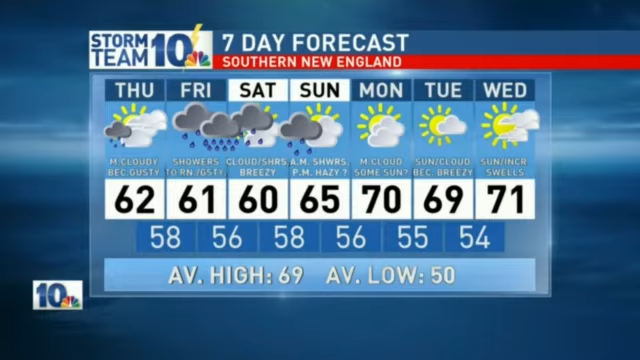 STORM TEAM 10
7 DAY FORECAST
SOUTHERN NEW ENGLAND
THU FRI SAT SUN MON TUE WED
M.CLOUDY SHOWERS CLOUD/SHRS. A.M. SHWRS. M.CLOUD SUN/CLOUD SUN/INCR.
BEC.GUSTY TO RN./GSTY. BREEZY P.M. HAZY ? SOME SUN? BEC. BREEZY SWELLS
62 61 60 65 70 69 71
58 56 58 56 55 54
AV. HIGH: 69 AV. LOW: 50
10